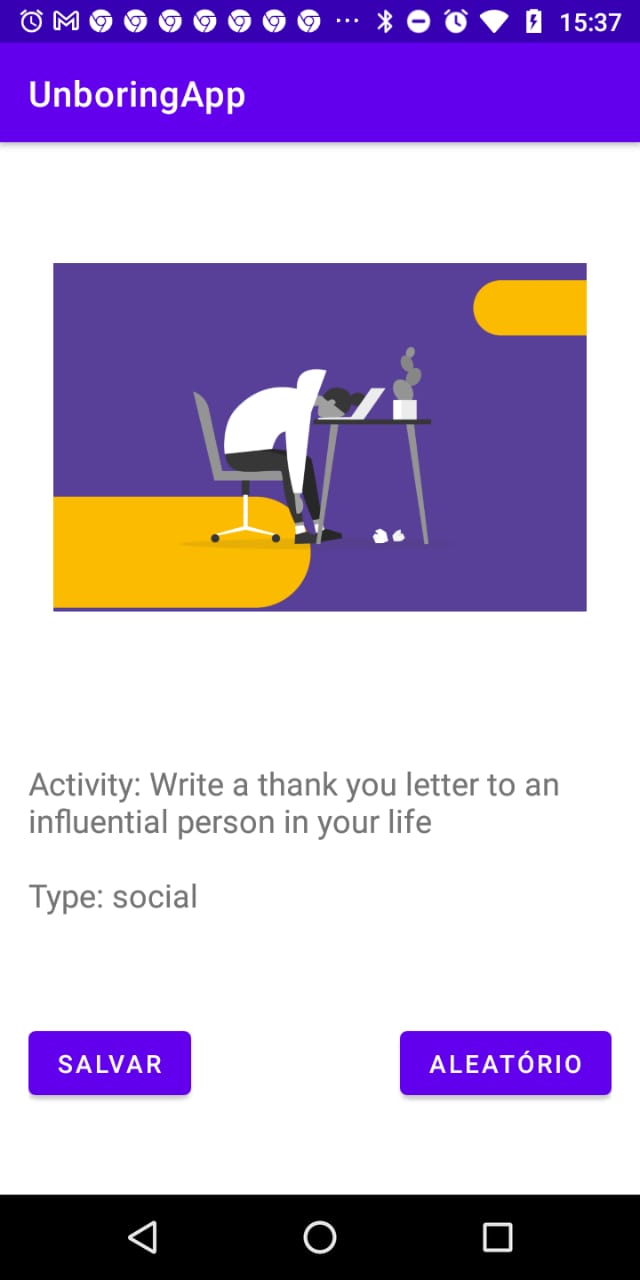 15:37
UnboringApp
Activity: Write a thank you letter to an
influential person in your life
Type: social
SALVAR
ALEATÓRIO